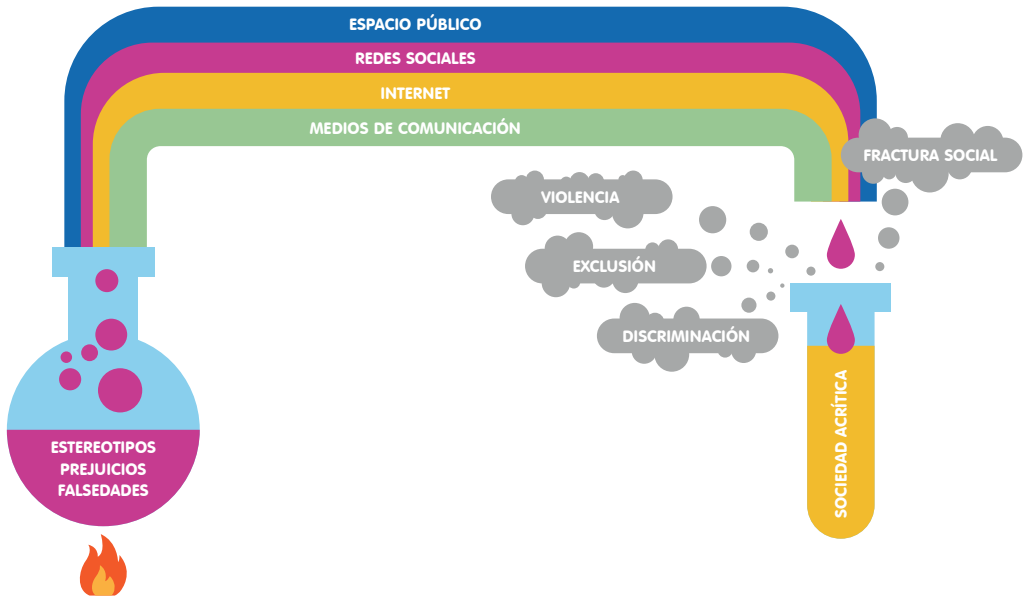 ESPACIO PÚBLICO
REDES SOCIALES
INTERNET
MEDIOS DE COMUNICACIÓN
FRACTURA SOCIAL
VIOLENCIA
EXCLUSIÓN
DISCRIMINACIÓN
SOCIEDAD ACRÍTICA
ESTEREOTIPOS
PREJUICIOS
FALSEDADES